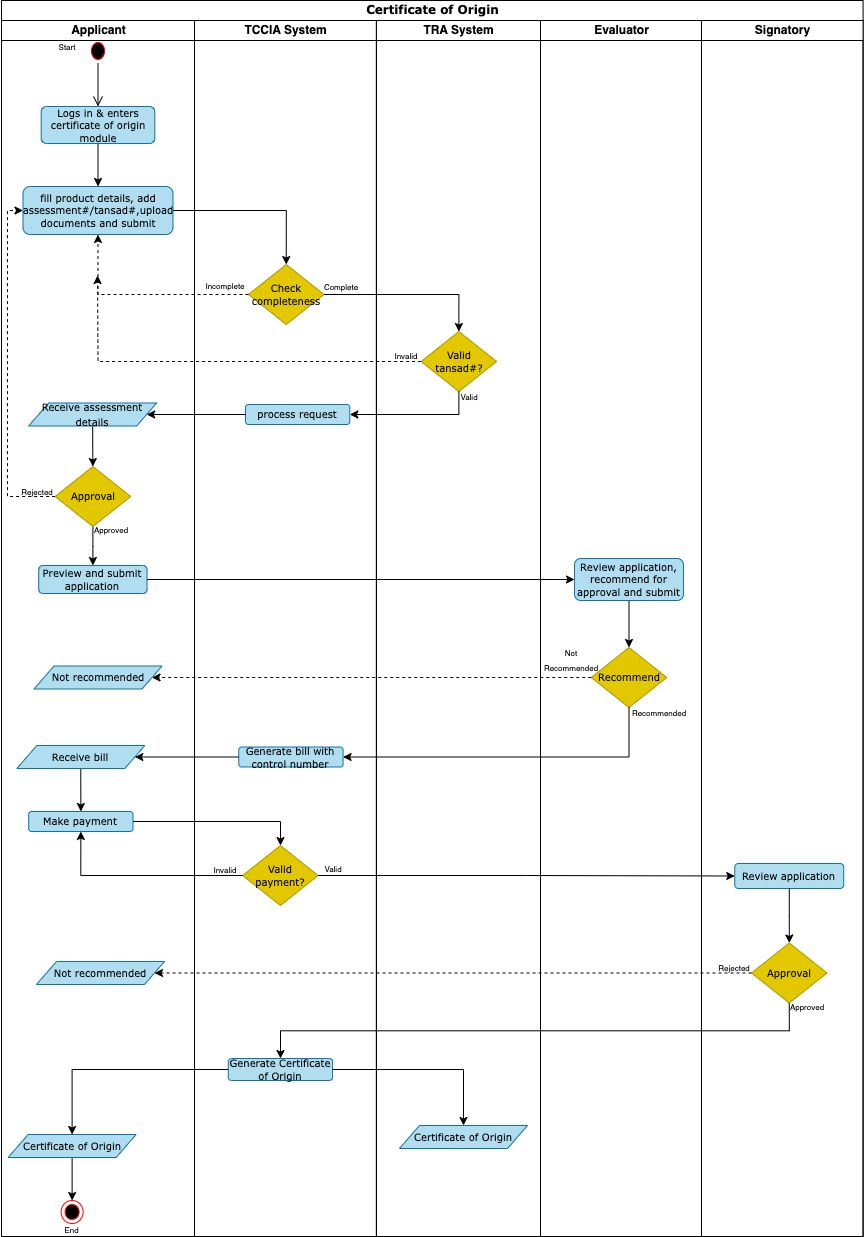 Certificate of Origin
Applicant
TCCIA System
TRA System
Evaluator
Signatory
Start
Logs in & enters
certificate of origin
module
fill product details, add
assessment#/tansad#,upload
documents and submit
Incomplete
Check
completeness
Complete
Invalid
Valid
tansad#?
Valid
Receive assessment
details
process request
Rejected
Approval
Approved
Preview and submit
application
Review application,
recommend for
approval and submit
Not
Recommended
Recommend
Not recommended
Recommended
Receive bill
Generate bill with
control number
Make payment
Invalid
Valid
payment?
Valid
Review application
Not recommended
Rejected
Approval
Approved
Generate Certificate
of Origin
Certificate of Origin
Certificate of Origin
End